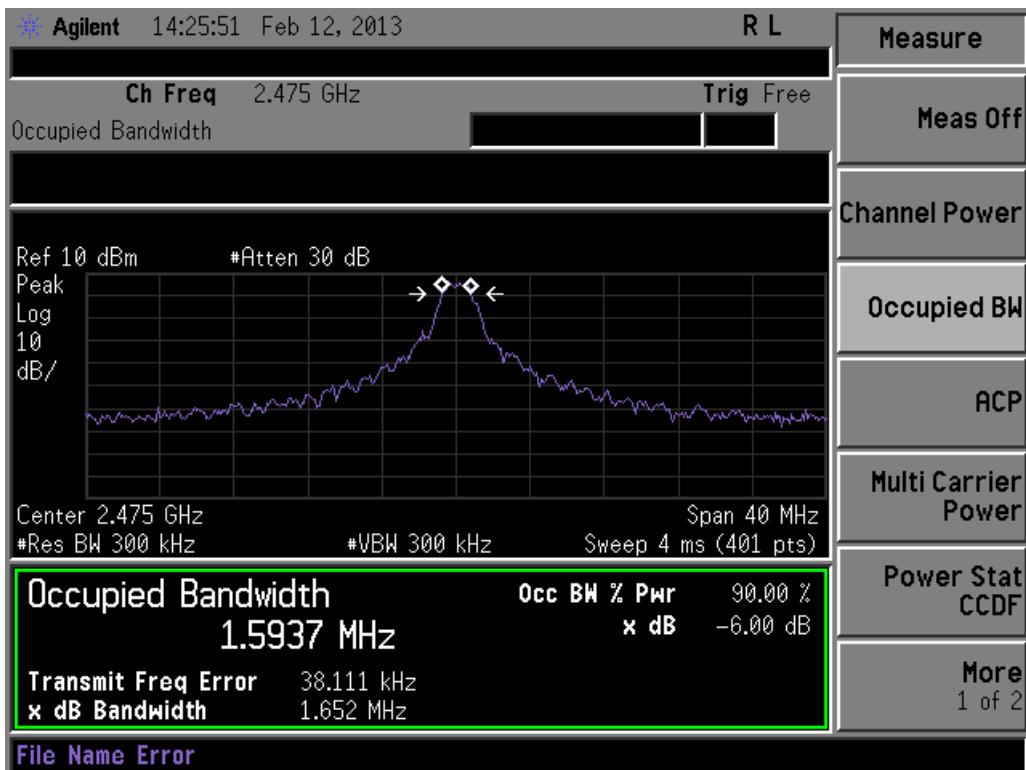 Agilent 14:25:51 Feb 12, 2013 R L
Measure
Ch Freq 2.475 GHz Trig Free
Occupied Bandwidth
Meas Off
Channel Power
Occupied BW
ACP
Multi Carrier
Power
Power Stat
CCDF
More
1 of 2
Ref 10 dBm #Atten 30 dB
Peak
Log
10
dB/
Center 2.475 GHz Span 40 MHz
#Res BW 300 kHz #VBW 300 kHz Sweep 4 ms (401 pts)
Occupied Bandwidth Occ BW % Pwr 90.00 %
1.5937 MHz x dB -6.00 dB
Transmit Freq Error 38.111 kHz
x dB Bandwidth 1.652 MHz
File Name Error